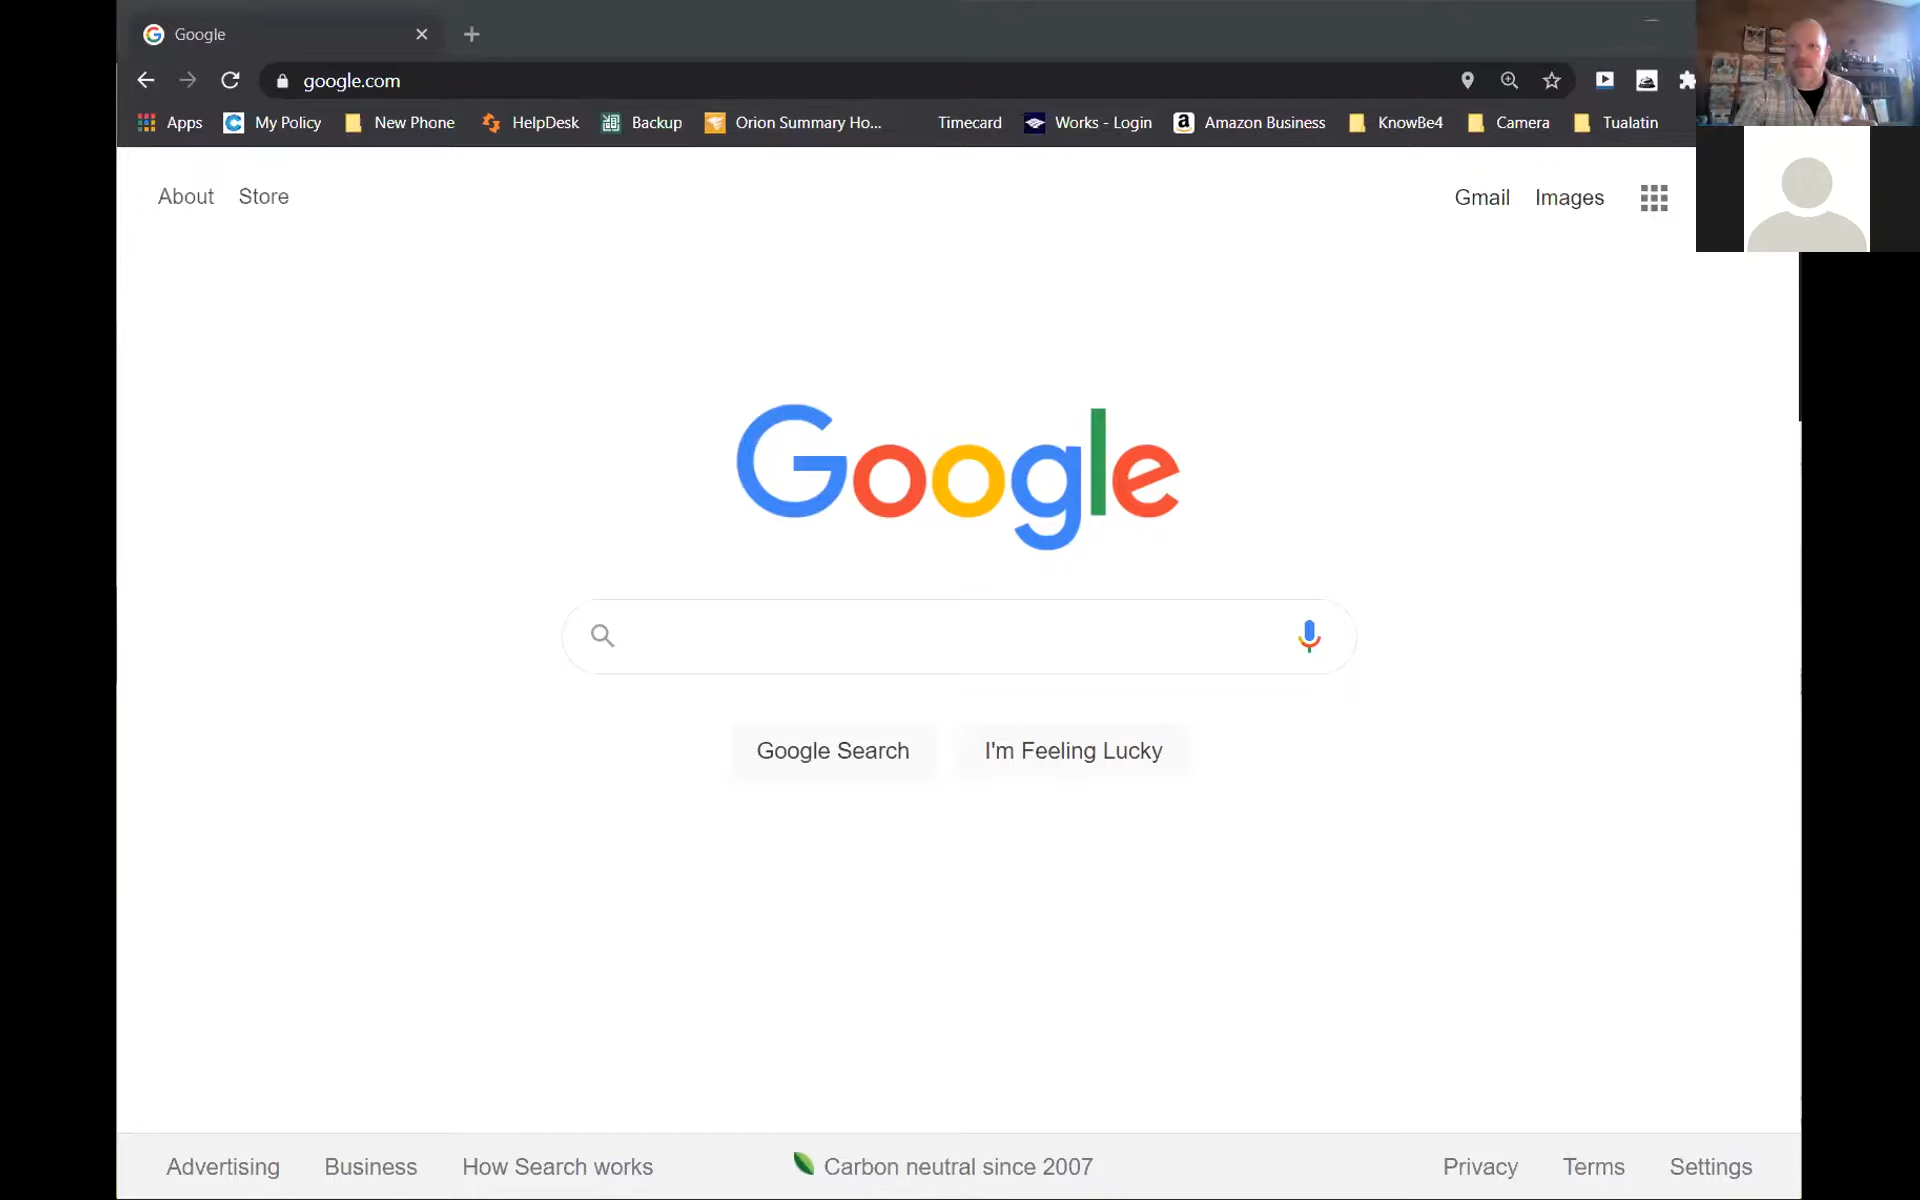 Google
google.com
Apps My Policy New Phone HelpDesk Backup Orion Summary Ho... Timecard Works - Login Amazon Business KnowBe4 Camera Tualatin
About Store Gmail Images
Google
Google Search I'm Feeling Lucky
Advertising Business How Search works Carbon neutral since 2007 Privacy Terms Settings